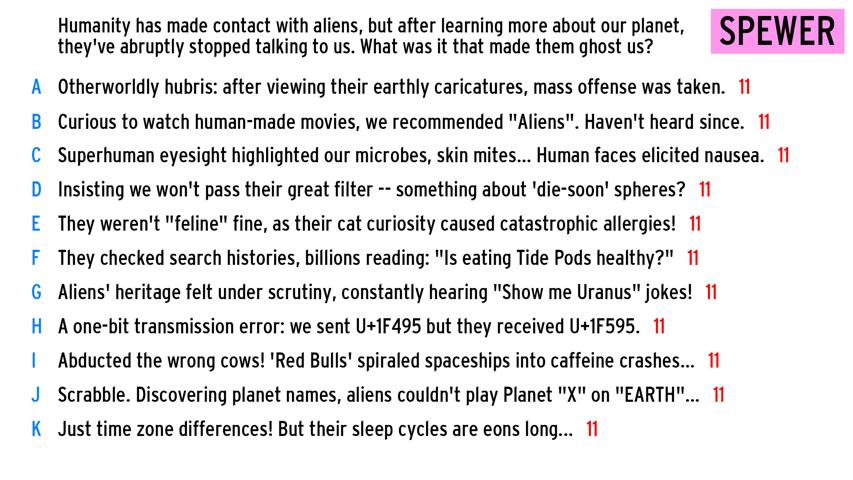 Humanity has made contact with aliens, but after learning more about our planet,
they've abruptly stopped talking to us. What was it that made them ghost us?
SPEWER
A Otherworldly hubris: after viewing their earthly caricatures, mass offense was taken. 11
B Curious to watch human-made movies, we recommended "Aliens". Haven't heard since. 11
C Superhuman eyesight highlighted our microbes, skin mites... Human faces elicited nausea. 11
D Insisting we won't pass their great filter -- something about 'die-soon' spheres? 11
E They weren't "feline" fine, as their cat curiosity caused catastrophic allergies! 11
F They checked search histories, billions reading: "Is eating Tide Pods healthy?" 11
G Aliens' heritage felt under scrutiny, constantly hearing "Show me Uranus" jokes! 11
H A one-bit transmission error: we sent U+1F495 but they received U+1F595. 11
I Abducted the wrong cows! 'Red Bulls' spiraled spaceships into caffeine crashes... 11
J Scrabble. Discovering planet names, aliens couldn't play Planet "X" on "EARTH"... 11
K Just time zone differences! But their sleep cycles are eons long... 11